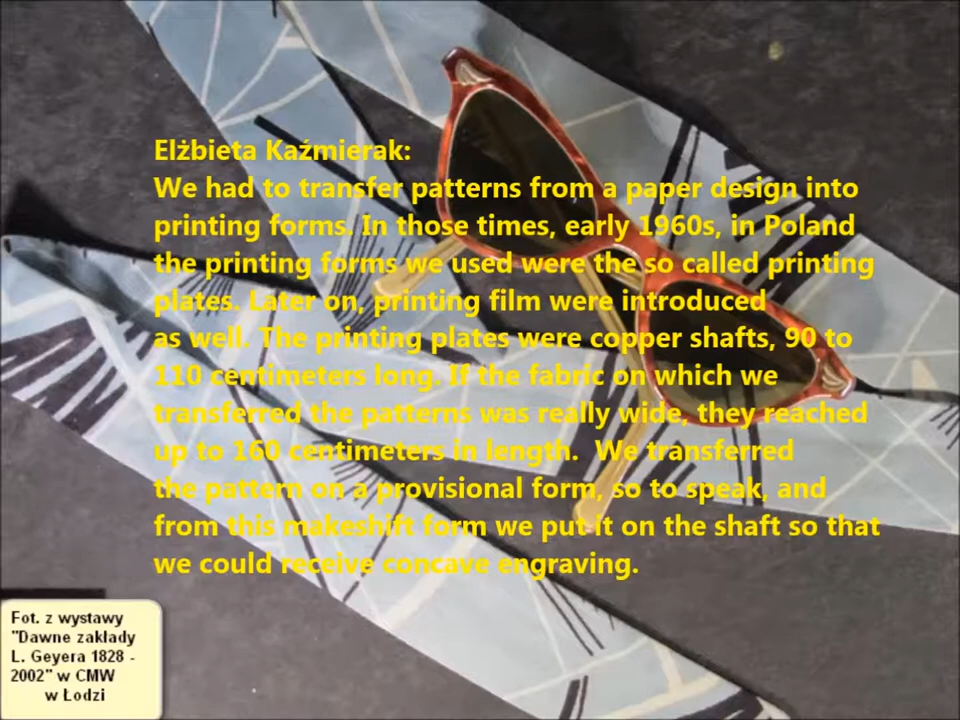 Elżbieta Kaźmierak:
We had to transfer patterns from a paper design into
printing forms. In those times, early 1960s, in Poland
the printing forms we used were the so called printing
plates. Later on, printing film were introduced
as well. The printing plates were copper shafts, 90 to
110 centimeters long. If the fabric on which we
transferred the patterns was really wide, they reached
up to 160 centimeters in length.  We transferred
the pattern on a provisional form, so to speak, and
from this makeshift form we put it on the shaft so that
we could receive concave engraving.
Fot. z wystawy
"Dawne zakłady
L. Geyera 1828 -
2002" w CMW
w Łodzi